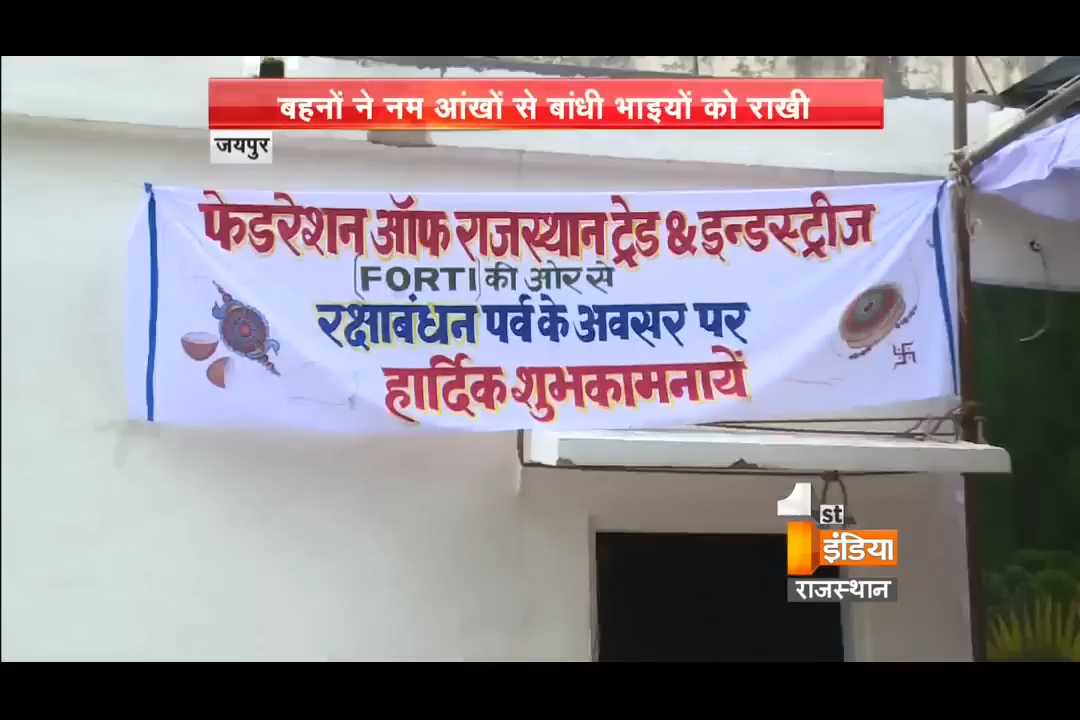 बहनों ने नम आंखों से बांधी भाइयों को राखी
जयपुर
फेडरेशन ऑफ राजस्थान ट्रेड & इन्डस्ट्रीज
(FORTI) की ओर से
रक्षाबंधन पर्व के अवसर पर
हार्दिक शुभकामनायें
1st
इंडिया
राजस्थान